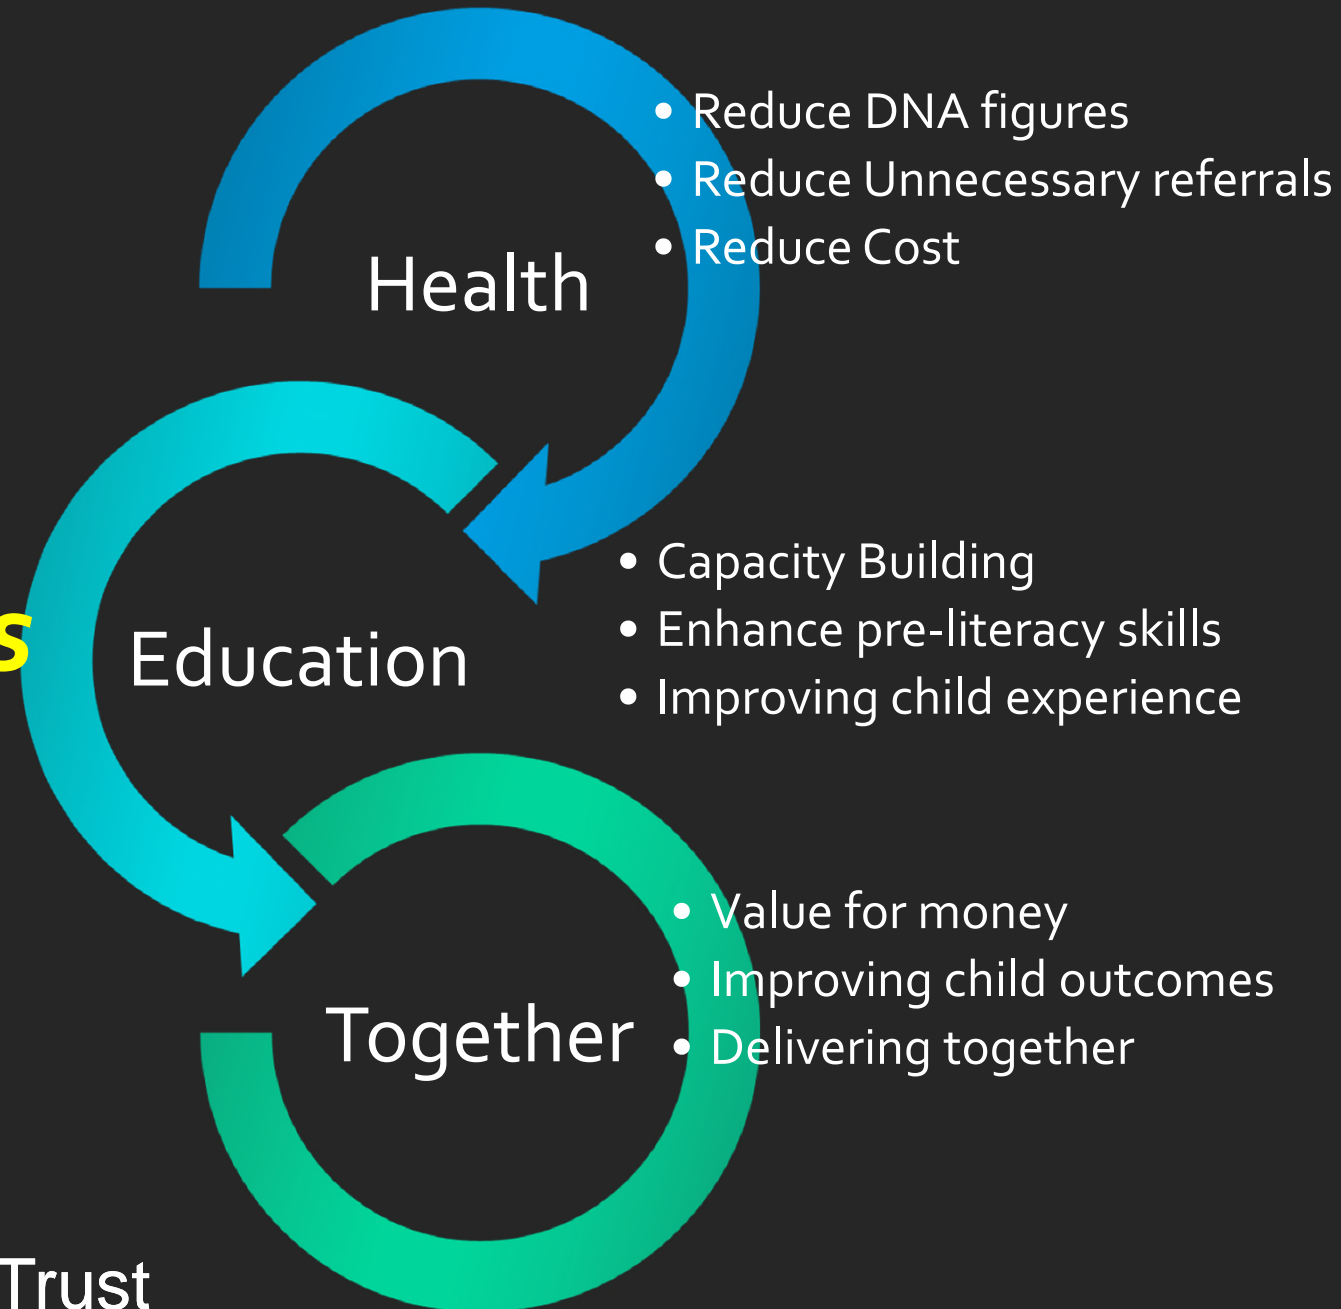 • Reduce DNA figures
• Reduce Unnecessary referrals
• Reduce Cost
Health
• Capacity Building
• Enhance pre-literacy skills
• Improving child experience
s
Education
• Value for money
• Improving child outcomes
• Delivering together
Together
Trust